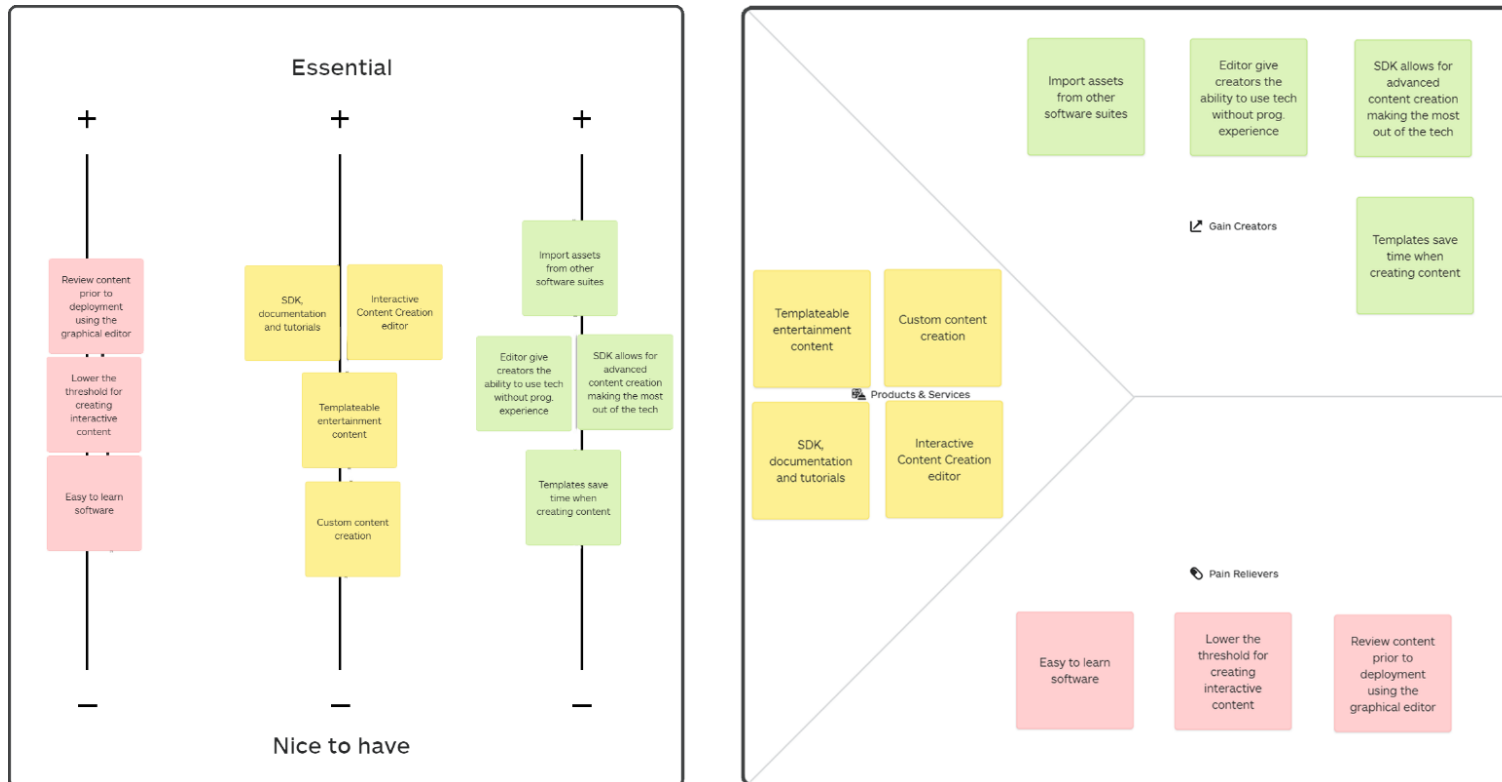 Essential
+
+
+
Review content
prior to
deployment
using the
graphical editor
Lower the
threshold for
creating
interactive
content
Easy to learn
software
SDK,
documentation
and tutorials
Interactive
Content Creation
editor
Templateable
entertainment
content
Custom content
creation
Import assets
from other
software suites
Editor give
creators the
ability to use tech
without prog.
experience
SDK allows for
advanced
content creation
making the most
out of the tech
Templates save
time when
creating content
–
–
–
Nice to have
Import assets
from other
software suites
Editor give
creators the
ability to use tech
without prog.
experience
SDK allows for
advanced
content creation
making the most
out of the tech
Gain Creators
Templates save
time when
creating content
Templateable
entertainment
content
Custom content
creation
Products & Services
SDK,
documentation
and tutorials
Interactive
Content Creation
editor
Pain Relievers
Easy to learn
software
Lower the
threshold for
creating
interactive
content
Review content
prior to
deployment
using the
graphical editor